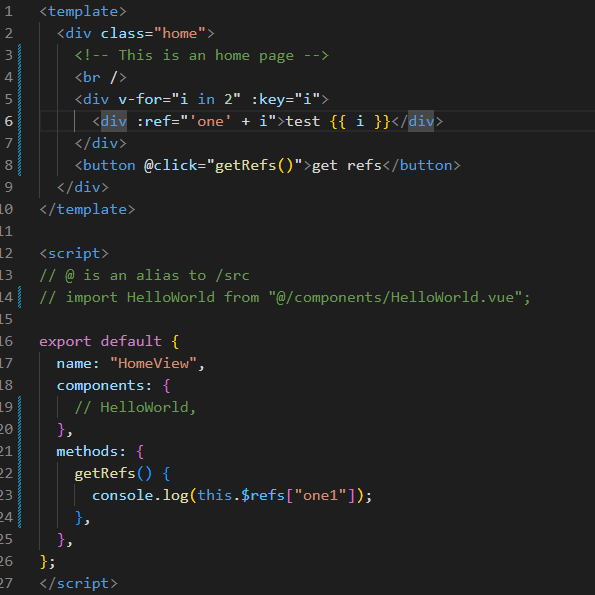 1 <template>
2 <div class="home">
3 <!-- This is an home page -->
4 <br />
5 <div v-for="i in 2" :key="i">
6 <div :ref="'one' + i">test {{ i }}</div>
7 </div>
8 <button @click="getRefs()">get refs</button>
9 </div>
10 </template>
11
12 <script>
13 // @ is an alias to /src
14 // import HelloWorld from "@/components/HelloWorld.vue";
15
16 export default {
17 name: "HomeView",
18 components: {
19 // HelloWorld,
20 },
21 methods: {
22 getRefs() {
23 console.log(this.$refs["one1"]);
24 },
25 },
26 };
27 </script>